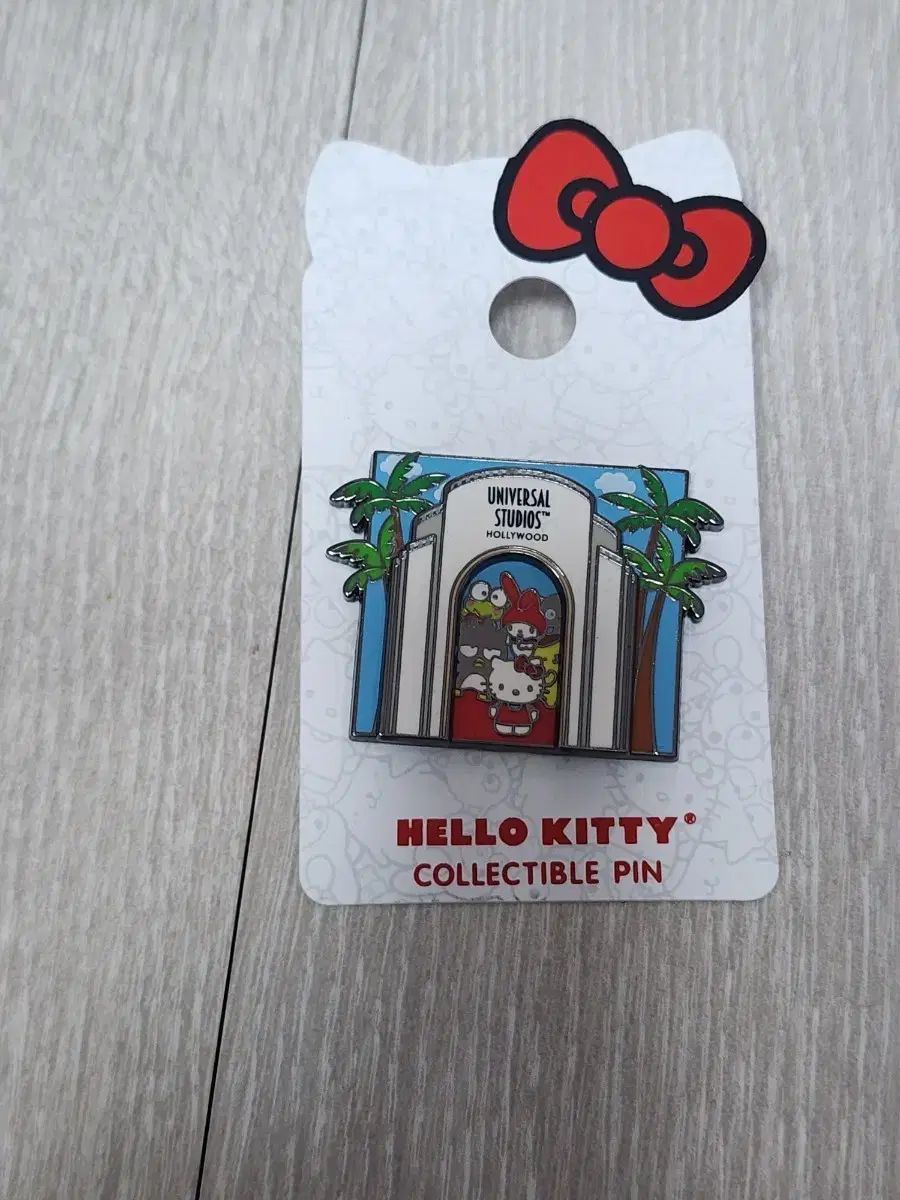 UNIVERSAL
STUDIOS™
HOLLYWOOD
HELLO KITTY®
COLLECTIBLE PIN